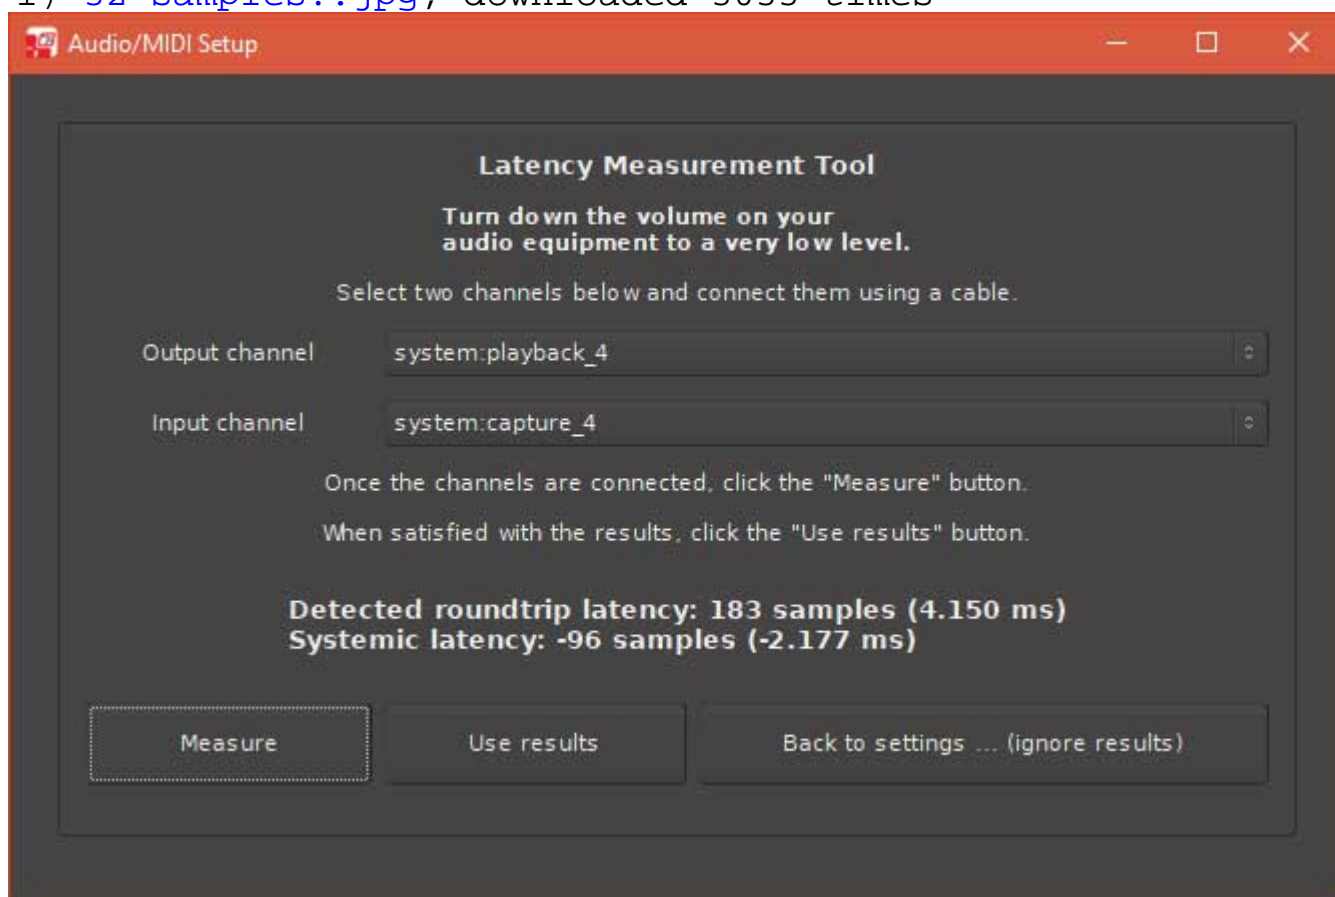 Audio/MIDI Setup
Latency Measurement Tool
Turn down the volume on your
audio equipment to a very low level.
Select two channels below and connect them using a cable.
Output channel system:playback_4
Input channel system:capture_4
Once the channels are connected, click the "Measure" button.
When satisfied with the results, click the "Use results" button.
Detected roundtrip latency: 183 samples (4.150 ms)
Systemic latency: -96 samples (-2.177 ms)
Measure Use results Back to settings ... (ignore results)